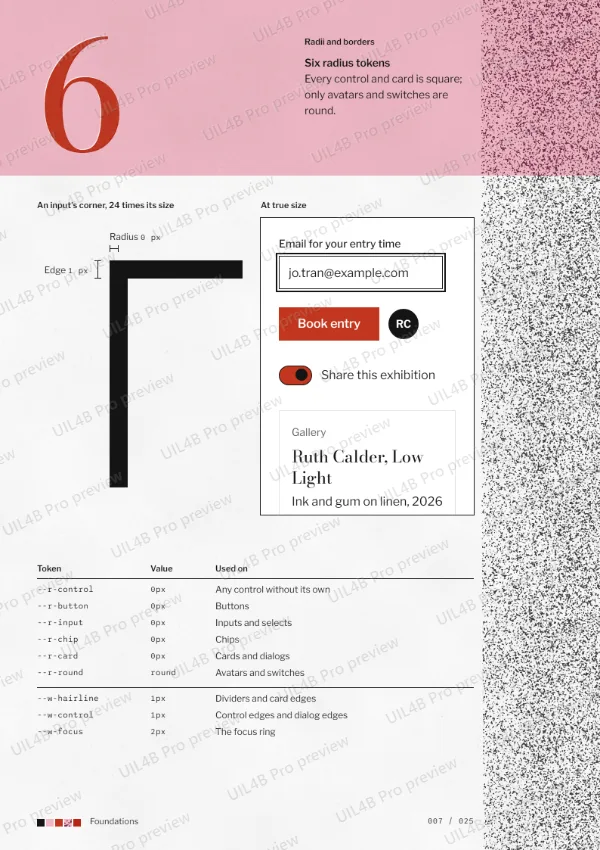 6
Radii and borders
Six radius tokens
Every control and card is square;
only avatars and switches are
round.
An input's corner, 24 times its size
At true size
Radius 0 px
Edge 1 px
Email for your entry time
jo.tran@example.com
Book entry
RC
Share this exhibition
Gallery
Ruth Calder, Low
Light
Ink and gum on linen, 2026
Token Value Used on
--r-control 0px Any control without its own
--r-button 0px Buttons
--r-input 0px Inputs and selects
--r-chip 0px Chips
--r-card 0px Cards and dialogs
--r-round round Avatars and switches
--w-hairline 1px Dividers and card edges
--w-control 1px Control edges and dialog edges
--w-focus 2px The focus ring
Foundations
007 / 025
UIL4B Pro preview